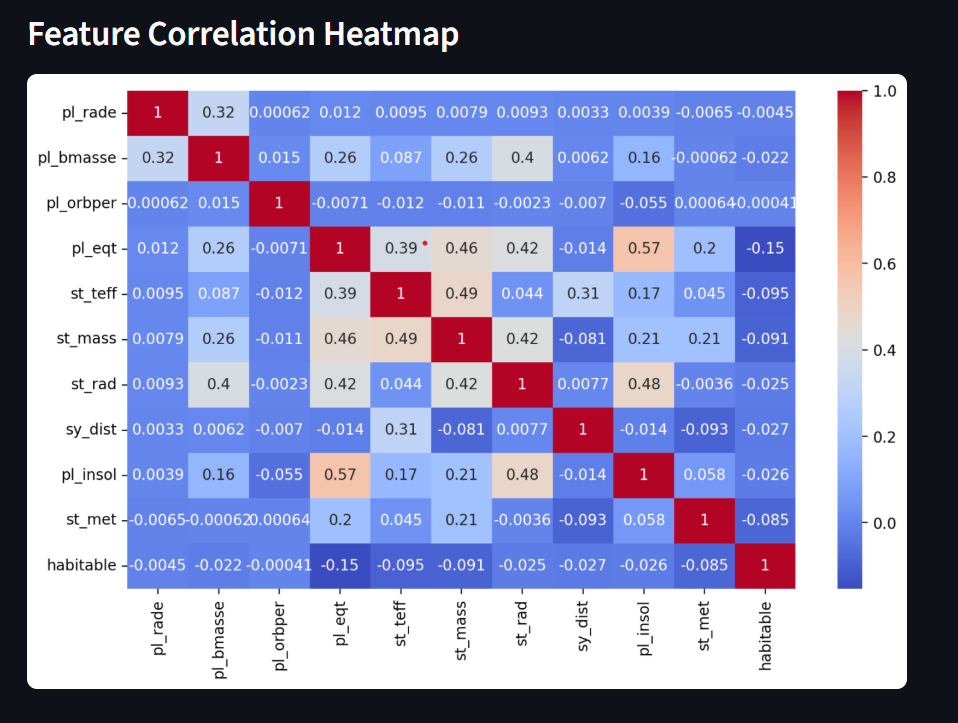 Feature Correlation Heatmap
pl_rade 1 0.32 0.00062 0.012 0.0095 0.0079 0.0093 0.0033 0.0039 -0.0065 -0.0045
pl_bmasse 0.32 1 0.015 0.26 0.087 0.26 0.4 0.0062 0.16 -0.00062 -0.022
pl_orbper 0.00062 0.015 1 -0.0071 -0.012 -0.011 -0.0023 -0.007 -0.055 0.00064 -0.00041
pl_eqt 0.012 0.26 -0.0071 1 0.39 0.46 0.42 -0.014 0.57 0.2 -0.15
st_teff 0.0095 0.087 -0.012 0.39 1 0.49 0.044 0.31 0.17 0.045 -0.095
st_mass 0.0079 0.26 -0.011 0.46 0.49 1 0.42 -0.081 0.21 0.21 -0.091
st_rad 0.0093 0.4 -0.0023 0.42 0.044 0.42 1 0.0077 0.48 -0.0036 -0.025
sy_dist 0.0033 0.0062 -0.007 -0.014 0.31 -0.081 0.0077 1 -0.014 -0.093 -0.027
pl_insol 0.0039 0.16 -0.055 0.57 0.17 0.21 0.48 -0.014 1 0.058 -0.026
st_met -0.0065 -0.00062 0.00064 0.2 0.045 0.21 -0.0036 -0.093 0.058 1 -0.085
habitable -0.0045 -0.022 -0.00041 -0.15 -0.095 -0.091 -0.025 -0.027 -0.026 -0.085 1
pl_rade pl_bmasse pl_orbper pl_eqt st_teff st_mass st_rad sy_dist pl_insol st_met habitable
1.0
0.8
0.6
0.4
0.2
0.0